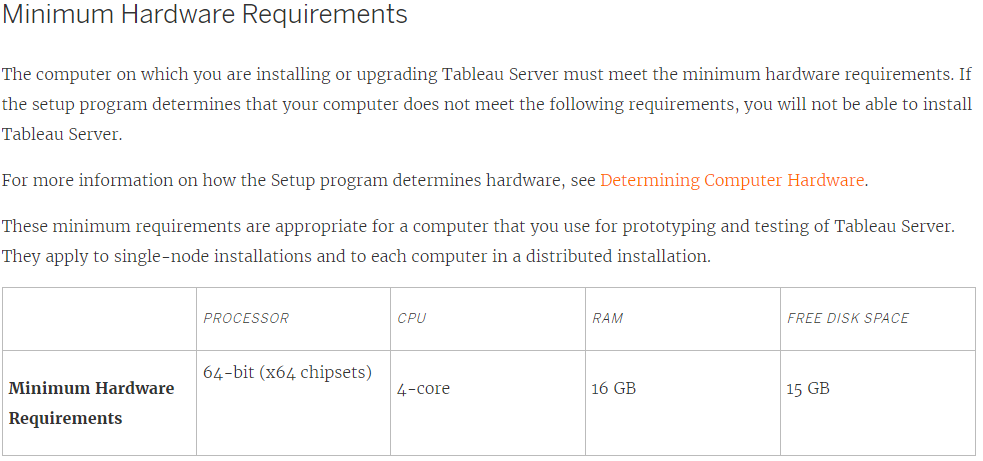 Minimum Hardware Requirements
The computer on which you are installing or upgrading Tableau Server must meet the minimum hardware requirements. If
the setup program determines that your computer does not meet the following requirements, you will not be able to install
Tableau Server.
For more information on how the Setup program determines hardware, see Determining Computer Hardware.
These minimum requirements are appropriate for a computer that you use for prototyping and testing of Tableau Server.
They apply to single-node installations and to each computer in a distributed installation.
PROCESSOR CPU RAM FREE DISK SPACE
64-bit (x64 chipsets)
Minimum Hardware 4-core 16 GB 15 GB
Requirements